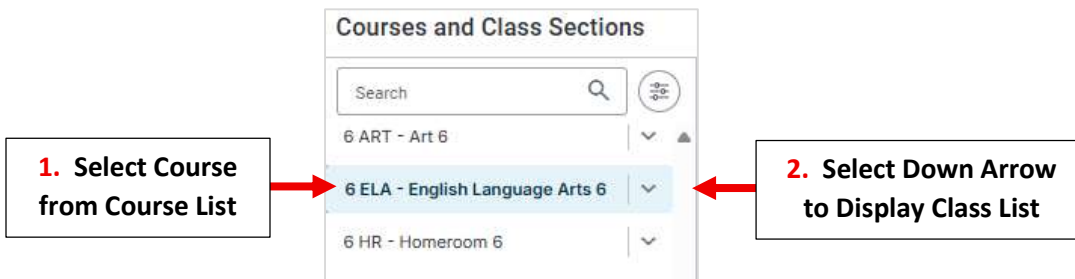 Courses and Class Sections
Search
6 ART - Art 6
1. Select Course
from Course List
6 ELA - English Language Arts 6
2. Select Down Arrow
to Display Class List
6 HR - Homeroom 6